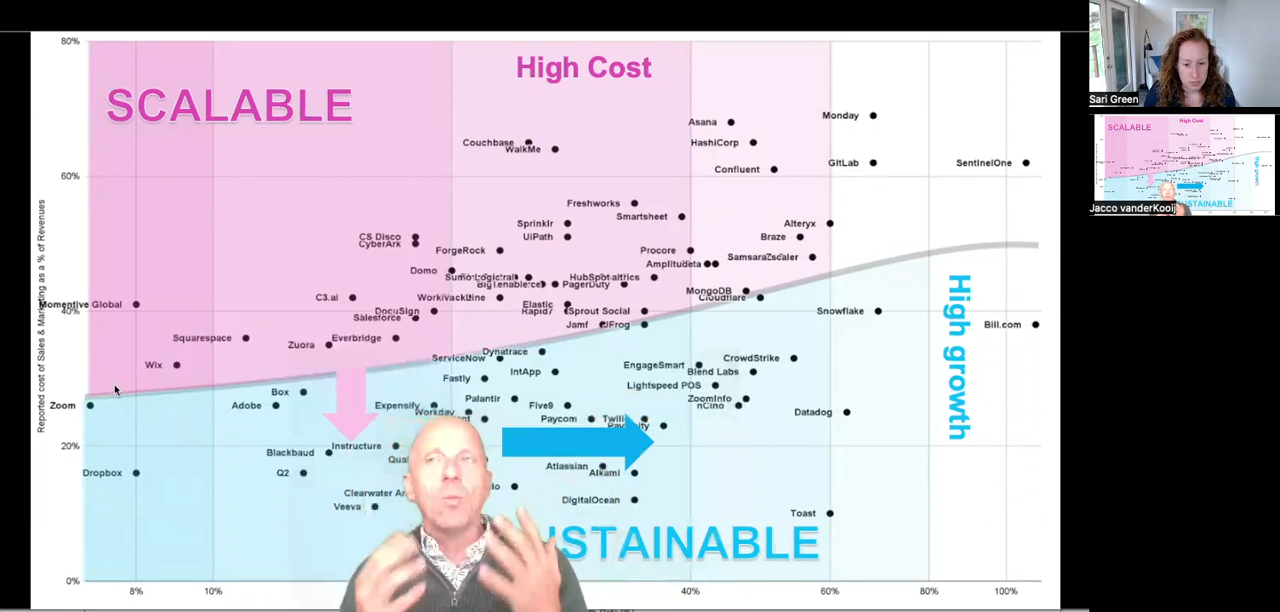 80%
High Cost
SCALABLE
Sari Green
Monday
Asana
Couchbase
WalkMe
HashiCorp
GitLab
SentinelOne
Confluent
60%
Freshworks
Smartsheet
Sprinklr
Alteryx
CS Disco
UiPath
Braze
CyberArk
ForgeRock
Procore
Domo
HubSpot
PagerDuty
Momentive Global
C3.ai
MongoDB
Cloudflare
DocuSign
Elastic
40%
Salesforce
Rapid7
Sprout Social
Snowflake
Jamf
JFrog
Bill.com
Squarespace
Everbridge
Zuora
ServiceNow
Dynatrace
Wix
IntApp
EngageSmart
CrowdStrike
Blend Labs
Fastly
Lightspeed POS
Box
Palantir
ZoomInfo
Zoom
Adobe
Expensify
Workday
Five9
nCino
Paycom
Datadog
20%
Blackbaud
Instructure
Dropbox
Q2
Atlassian
Alkami
Veeva
DigitalOcean
Toast
USTAINABLE
High growth
0%
8%
10%
40%
60%
80%
100%
Reported cost of Sales & Marketing as a % of Revenues
SCALABLE
High Cost
High growth
USTAINABLE
Jacco vanderKooij